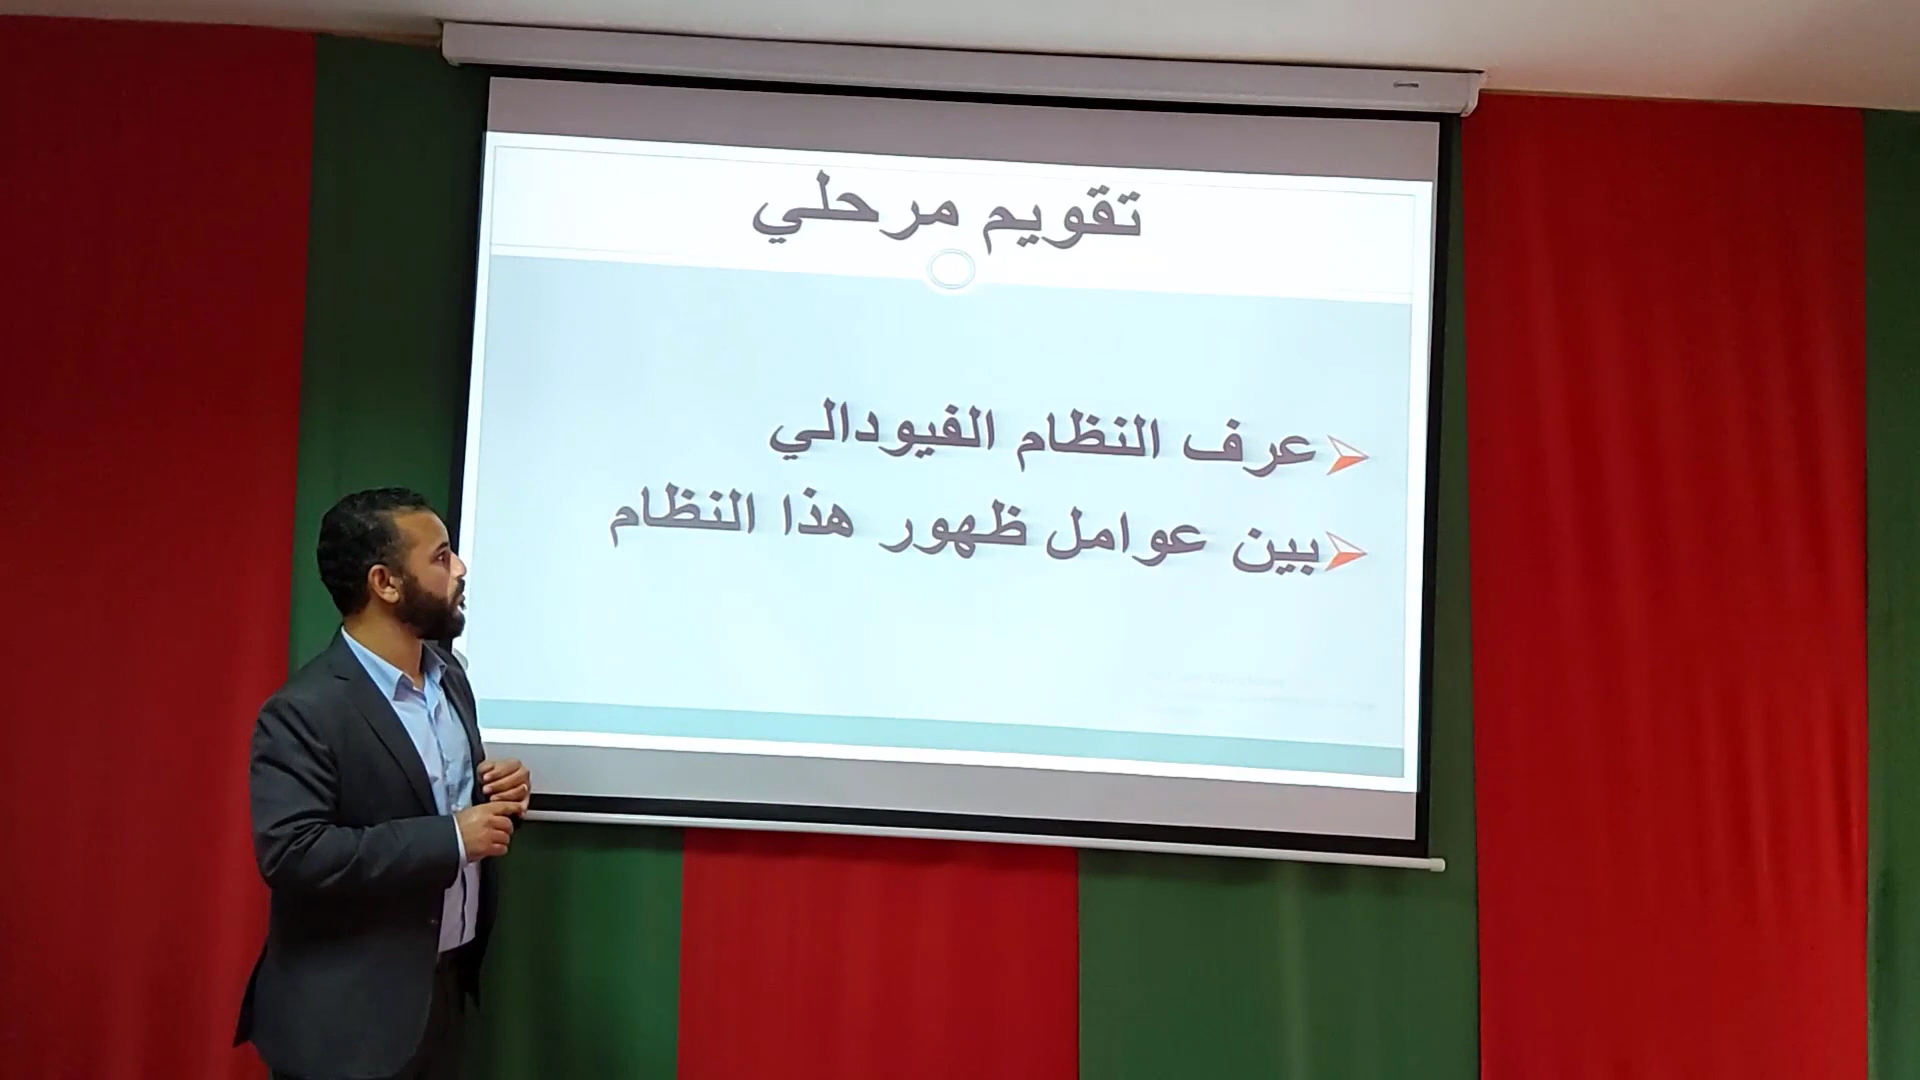 تقويم مرحلي
عرف النظام الفيودالي
بين عوامل ظهور هذا النظام